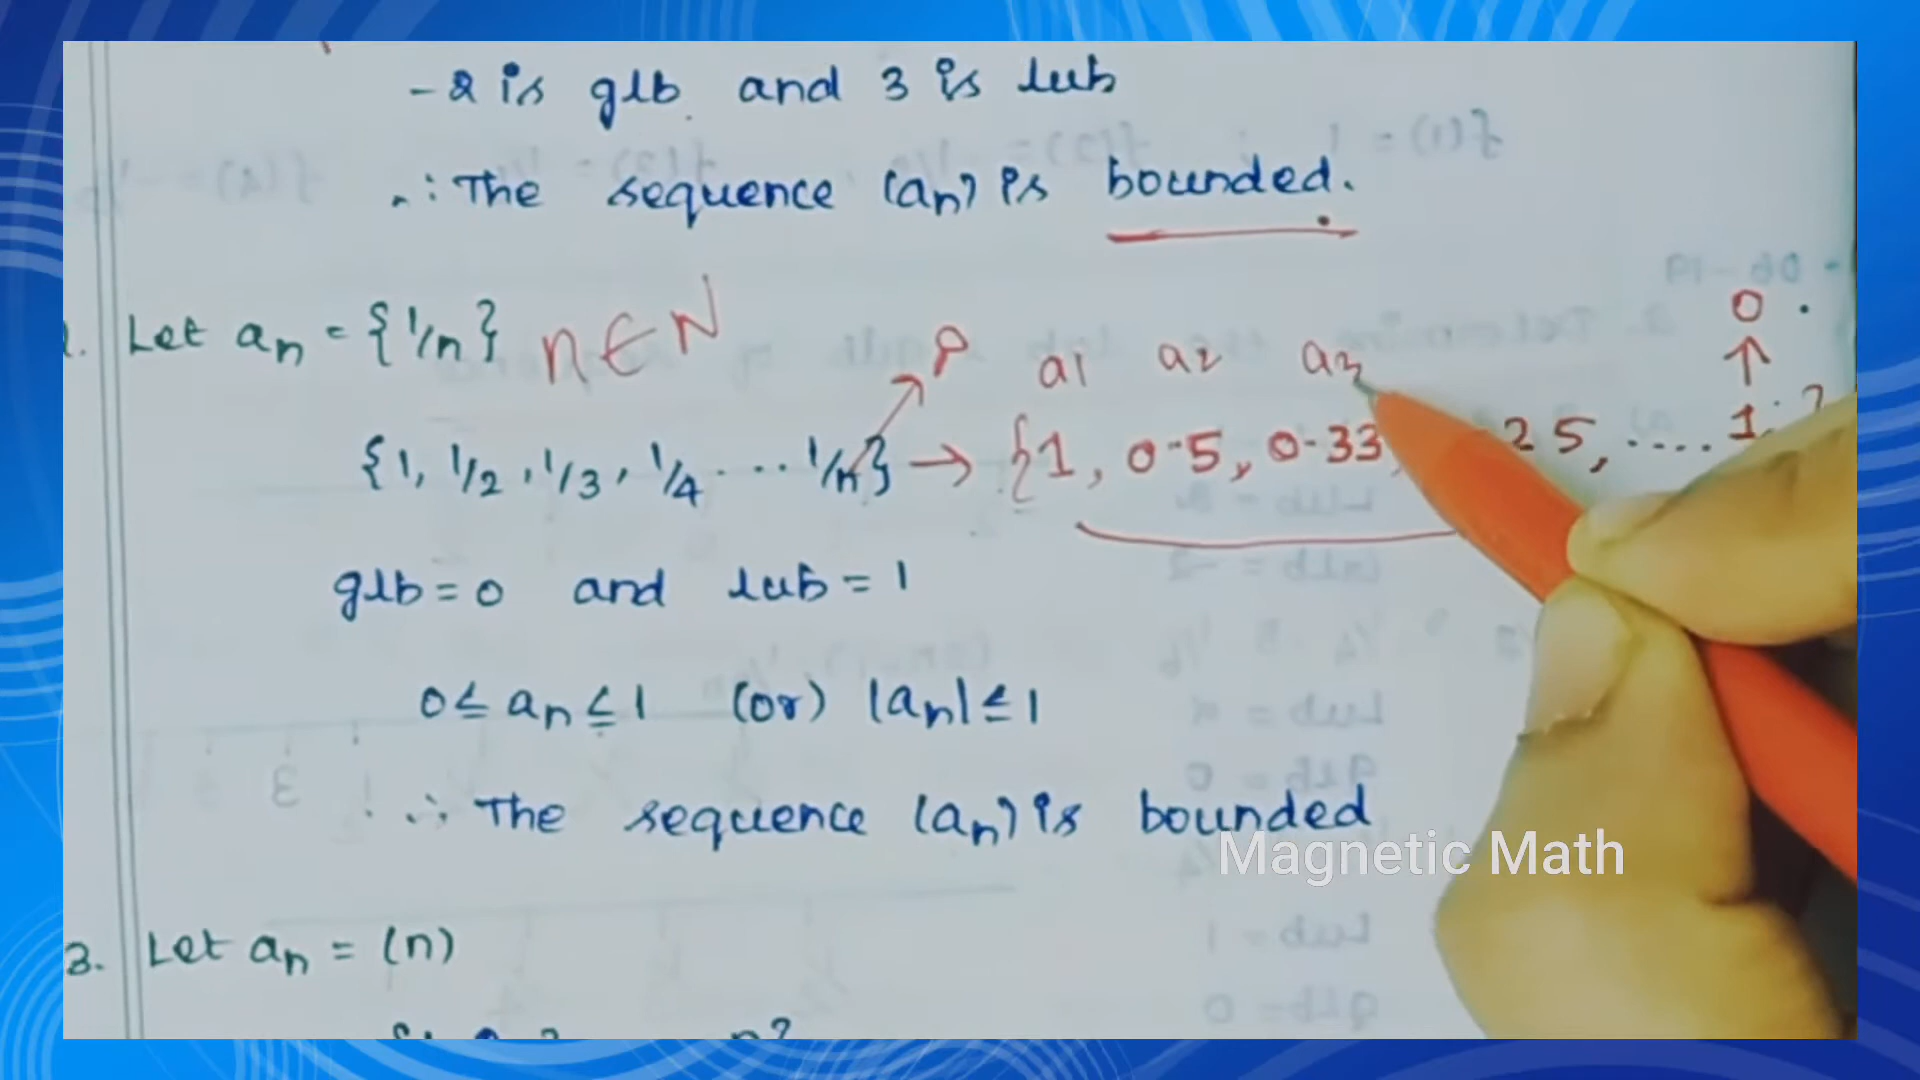 -2 is glb and 3 is lub
∴ The sequence (an) is bounded.
Let an = {1/n} n∈N
a1 a2 a3
0
↑
{1, 1/2, 1/3, 1/4 ... 1/n} → {1, 0.5, 0.33, 25, .... 1
glb = 0 and lub = 1
0 ≤ an ≤ 1 (or) |an| ≤ 1
∴ The sequence (an) is bounded
Magnetic Math
3. Let an = (n)